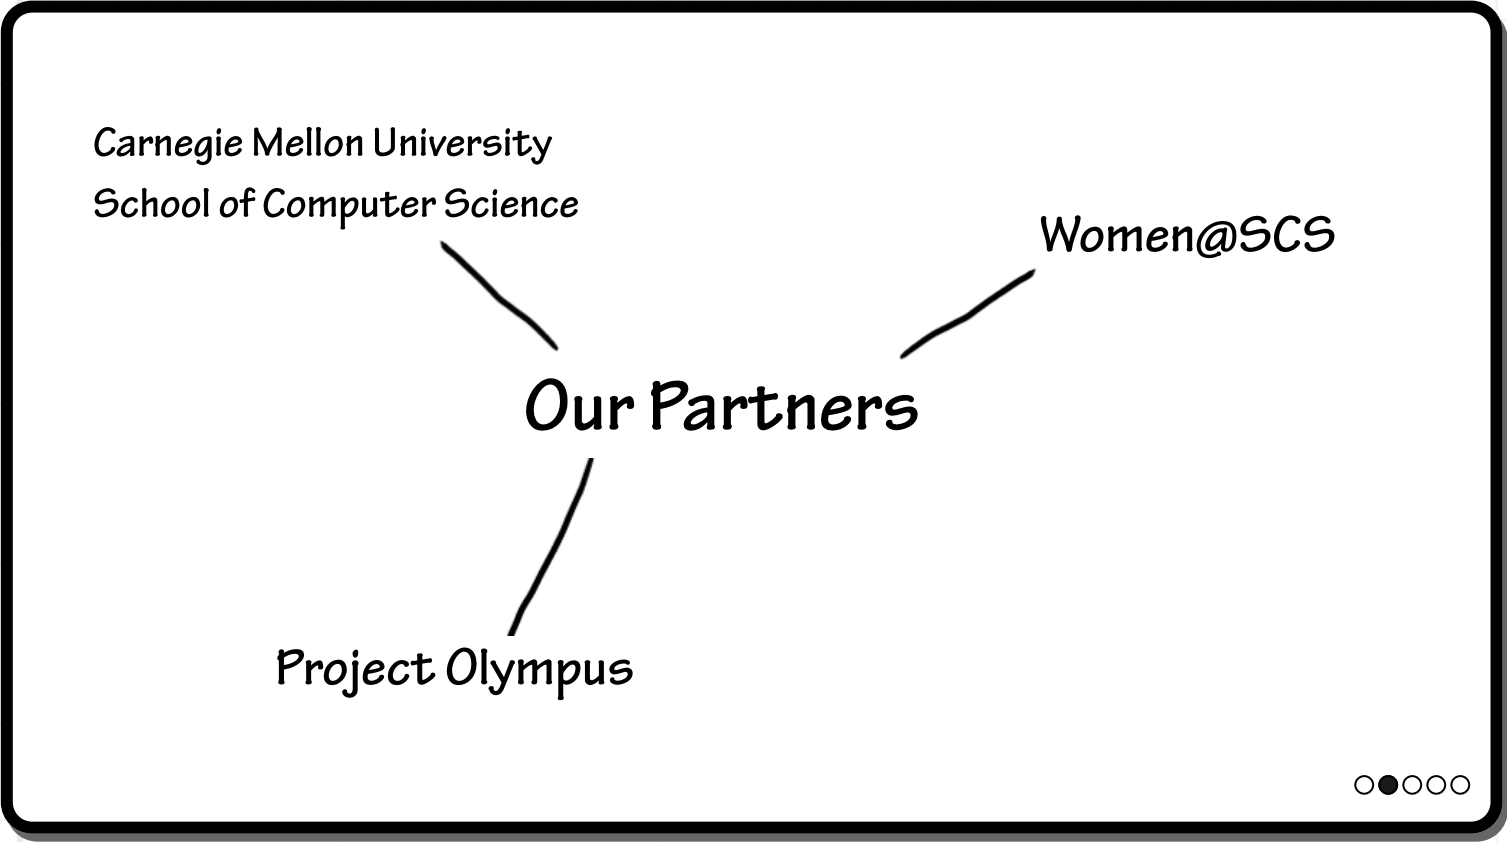 Carnegie Mellon University
School of Computer Science
Women@SCS
Our Partners
Project Olympus